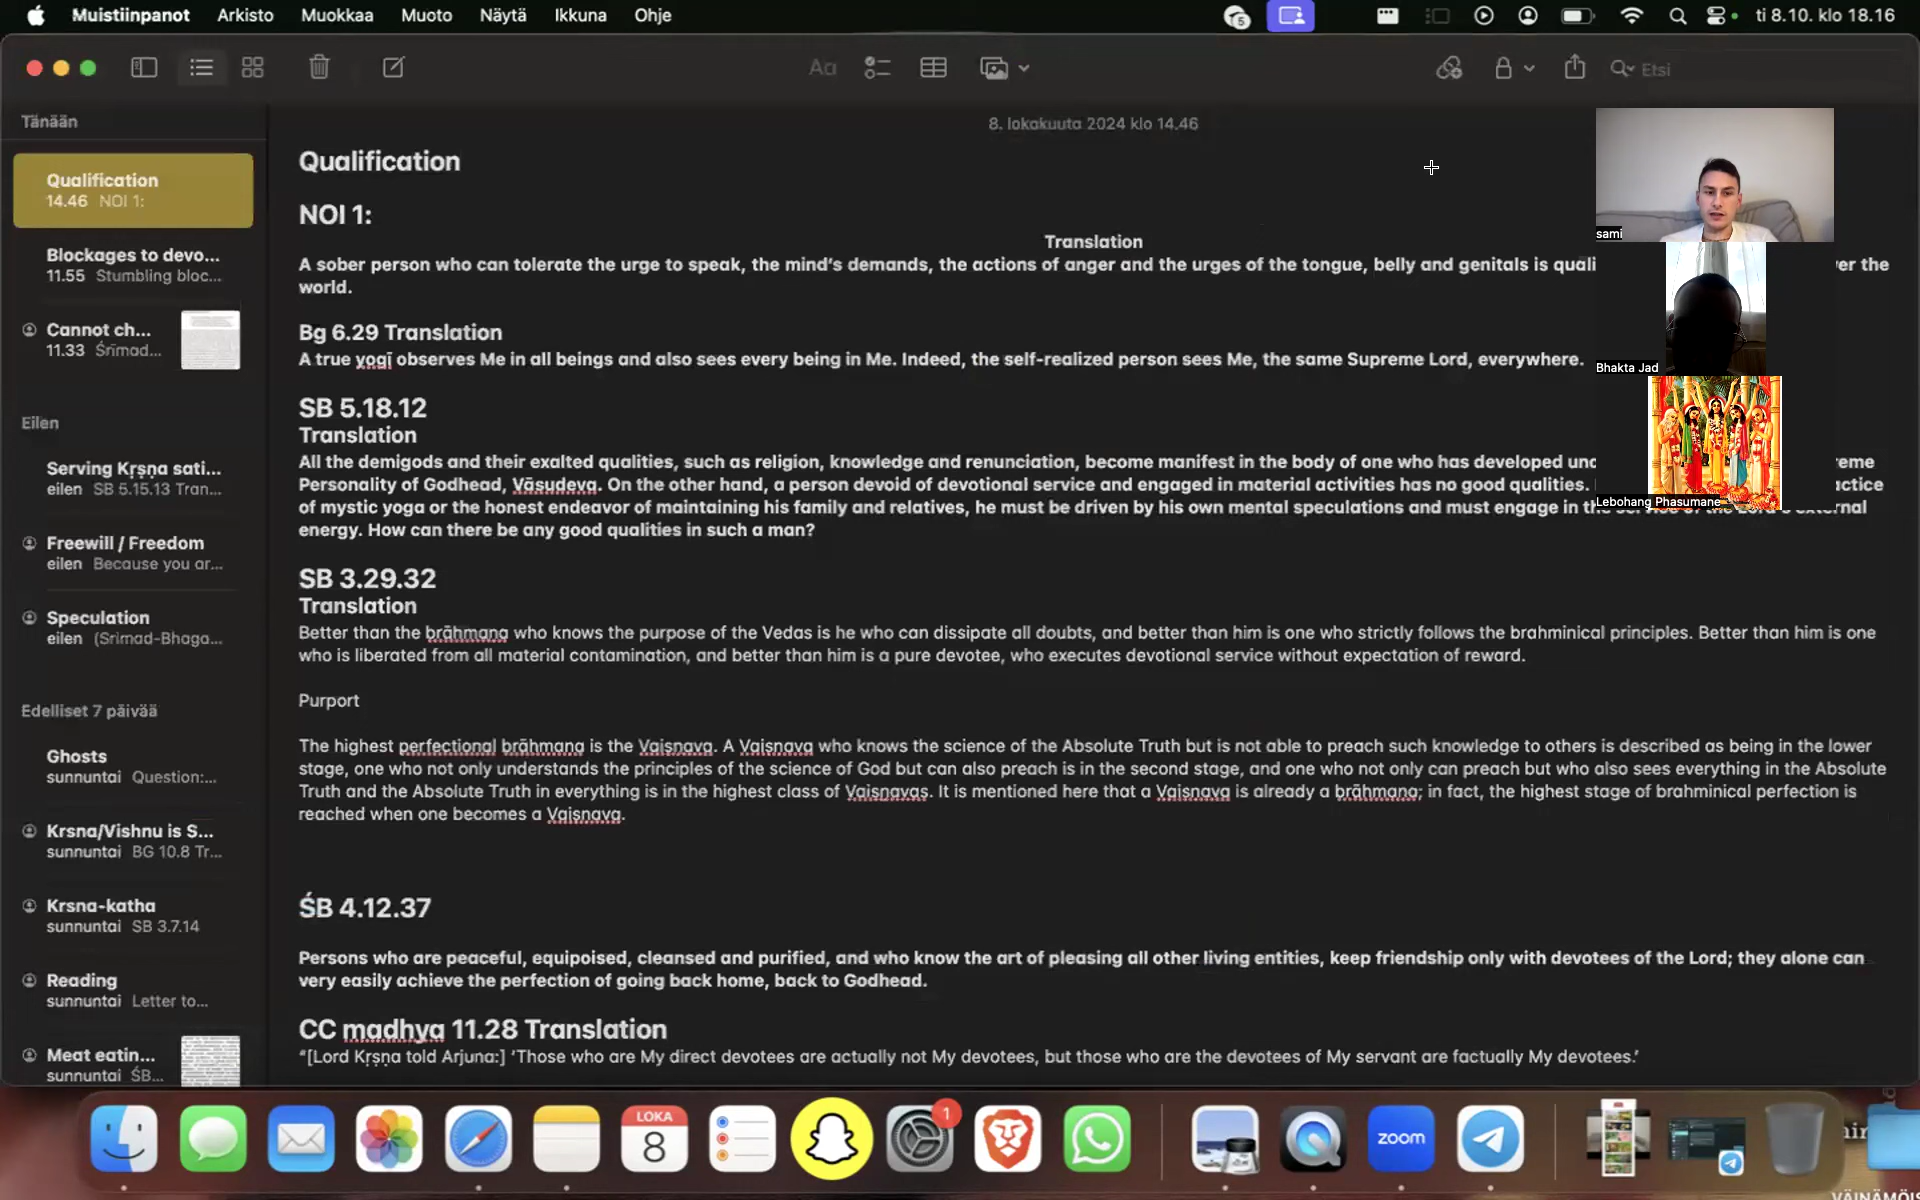 Muistiinpanot Arkisto Muokkaa Muoto Näytä Ikkuna Ohje 5 ti 8.10. klo 18.16
Aa Etsi
Tänään
Qualification
14.46 NOI 1:
Blockages to devo...
11.55 Stumbling bloc...
Cannot ch...
11.33 Śrīmad...
Eilen
Serving Kṛṣṇa sati...
eilen SB 5.15.13 Tran...
Freewill / Freedom
eilen Because you ar...
Speculation
eilen (Srimad-Bhaga...
Edelliset 7 päivää
Ghosts
sunnuntai Question:...
Krsna/Vishnu is S...
sunnuntai BG 10.8 Tr...
Krsna-katha
sunnuntai SB 3.7.14
Reading
sunnuntai Letter to...
Meat eatin...
sunnuntai ŚB...
8. lokakuuta 2024 klo 14.46
Qualification
NOI 1:
Translation
A sober person who can tolerate the urge to speak, the mind's demands, the actions of anger and the urges of the tongue, belly and genitals is quali er the
world.
Bg 6.29 Translation
A true yogī observes Me in all beings and also sees every being in Me. Indeed, the self-realized person sees Me, the same Supreme Lord, everywhere.
SB 5.18.12
Translation
All the demigods and their exalted qualities, such as religion, knowledge and renunciation, become manifest in the body of one who has developed una reme
Personality of Godhead, Vāsudeva. On the other hand, a person devoid of devotional service and engaged in material activities has no good qualities. actice
of mystic yoga or the honest endeavor of maintaining his family and relatives, he must be driven by his own mental speculations and must engage in the service of the Lord's external
energy. How can there be any good qualities in such a man?
SB 3.29.32
Translation
Better than the brāhmaṇa who knows the purpose of the Vedas is he who can dissipate all doubts, and better than him is one who strictly follows the brahminical principles. Better than him is one
who is liberated from all material contamination, and better than him is a pure devotee, who executes devotional service without expectation of reward.
Purport
The highest perfectional brāhmaṇa is the Vaiṣṇava. A Vaiṣṇava who knows the science of the Absolute Truth but is not able to preach such knowledge to others is described as being in the lower
stage, one who not only understands the principles of the science of God but can also preach is in the second stage, and one who not only can preach but who also sees everything in the Absolute
Truth and the Absolute Truth in everything is in the highest class of Vaiṣṇavas. It is mentioned here that a Vaiṣṇava is already a brāhmaṇa; in fact, the highest stage of brahminical perfection is
reached when one becomes a Vaiṣṇava.
ŚB 4.12.37
Persons who are peaceful, equipoised, cleansed and purified, and who know the art of pleasing all other living entities, keep friendship only with devotees of the Lord; they alone can
very easily achieve the perfection of going back home, back to Godhead.
CC madhya 11.28 Translation
"[Lord Kṛṣṇa told Arjuna:] 'Those who are My direct devotees are actually not My devotees, but those who are the devotees of My servant are factually My devotees.'
sami
Bhakta Jad
Lebohang Phasumane
LOKA
8
1
zoom
VÄINÄMÖ